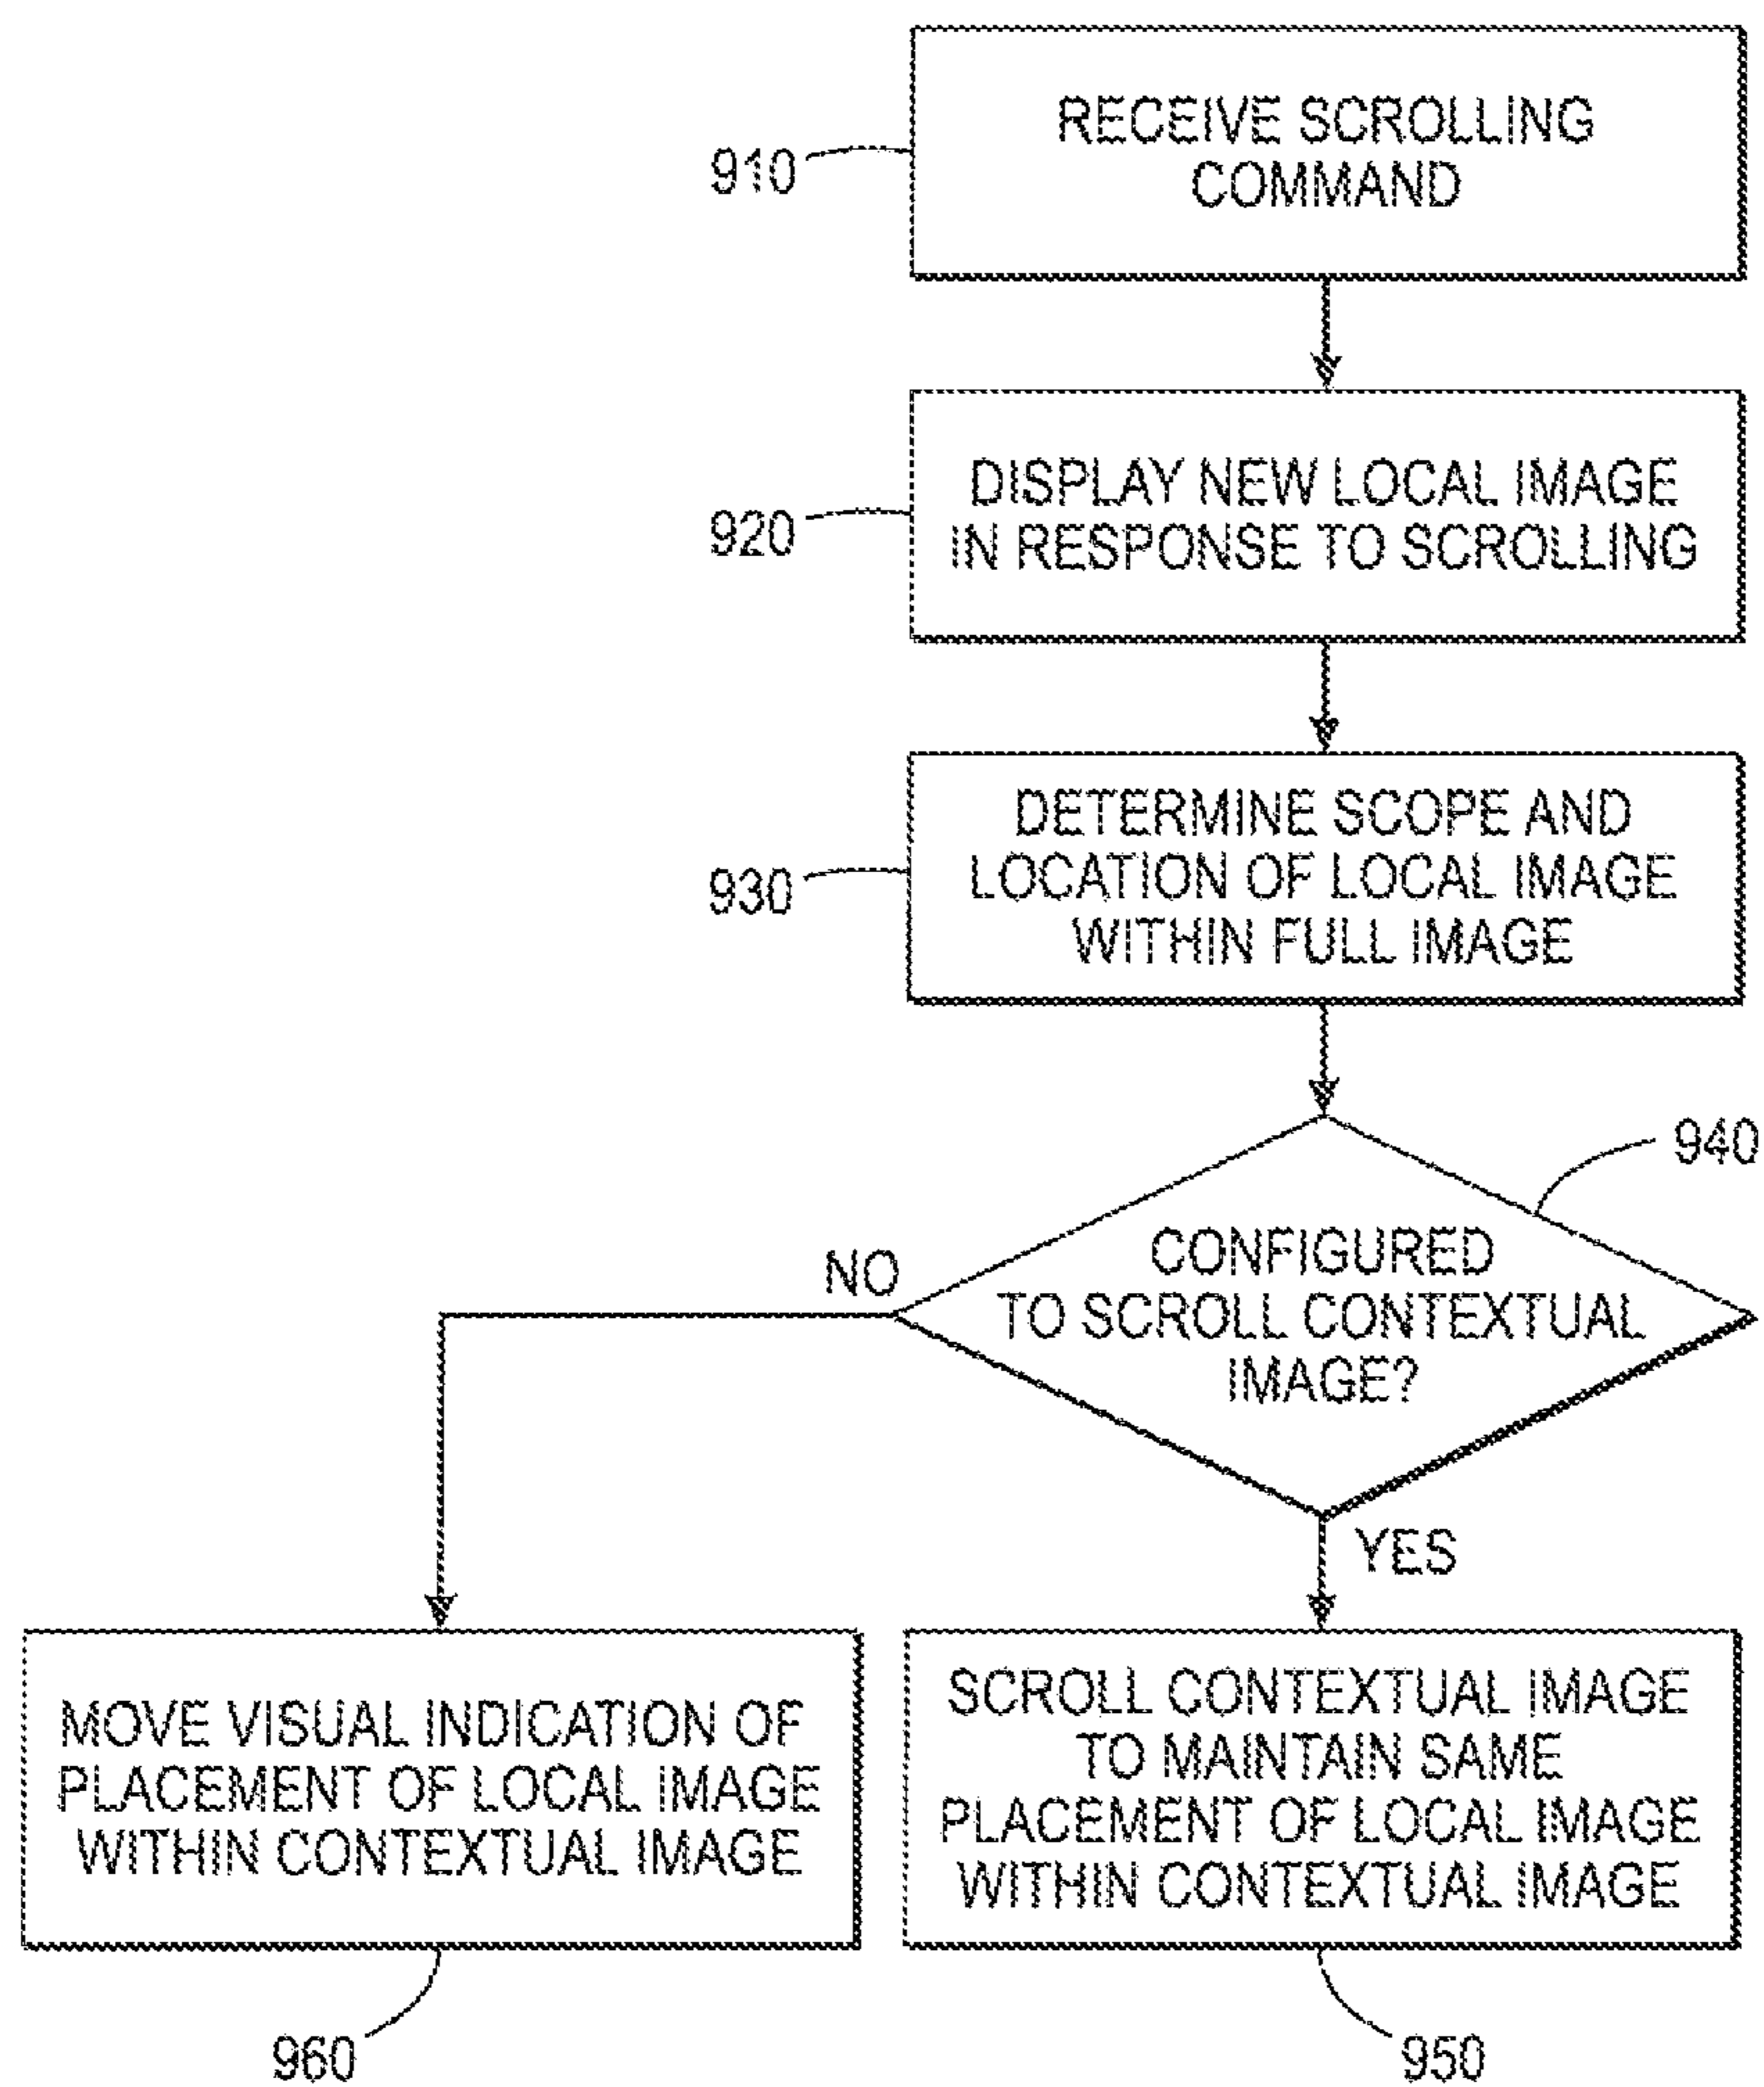 RECEIVE SCROLLING
COMMAND
910
DISPLAY NEW LOCAL IMAGE
IN RESPONSE TO SCROLLING
920
DETERMINE SCOPE AND
LOCATION OF LOCAL IMAGE
WITHIN FULL IMAGE
930
940
CONFIGURED
TO SCROLL CONTEXTUAL
IMAGE?
NO
YES
MOVE VISUAL INDICATION OF
PLACEMENT OF LOCAL IMAGE
WITHIN CONTEXTUAL IMAGE
960
SCROLL CONTEXTUAL IMAGE
TO MAINTAIN SAME
PLACEMENT OF LOCAL IMAGE
WITHIN CONTEXTUAL IMAGE
950